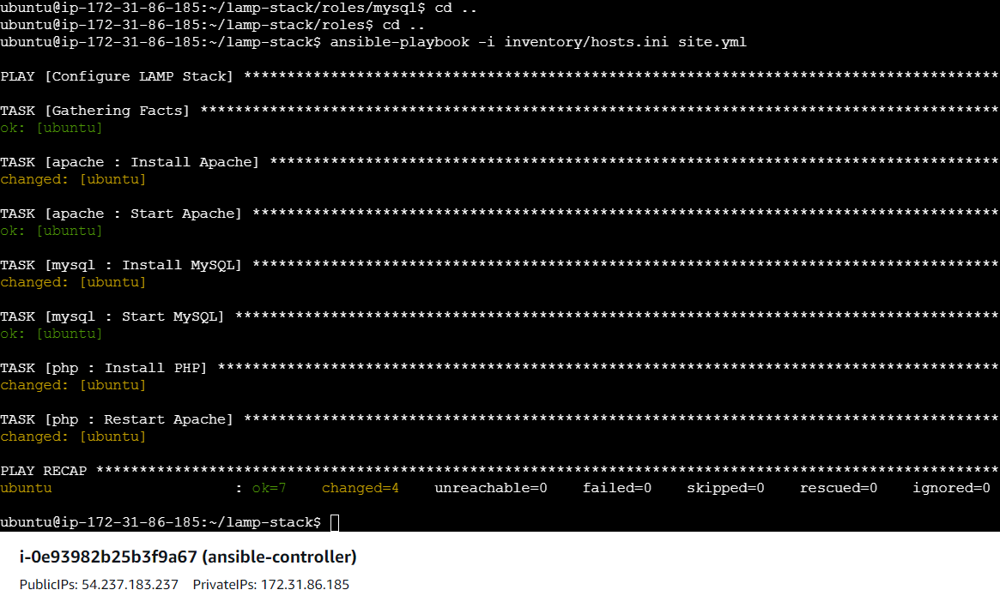 ubuntu@ip-172-31-86-185:~/lamp-stack/roles/mysql$ cd ..
ubuntu@ip-172-31-86-185:~/lamp-stack/roles$ cd ..
ubuntu@ip-172-31-86-185:~/lamp-stack$ ansible-playbook -i inventory/hosts.ini site.yml
PLAY [Configure LAMP Stack] ****************************************************************************************
TASK [Gathering Facts] *********************************************************************************************
ok: [ubuntu]
TASK [apache : Install Apache] *************************************************************************************
changed: [ubuntu]
TASK [apache : Start Apache] ***************************************************************************************
ok: [ubuntu]
TASK [mysql : Install MySQL] ***************************************************************************************
changed: [ubuntu]
TASK [mysql : Start MySQL] *****************************************************************************************
ok: [ubuntu]
TASK [php : Install PHP] *******************************************************************************************
changed: [ubuntu]
TASK [php : Restart Apache] ****************************************************************************************
changed: [ubuntu]
PLAY RECAP *********************************************************************************************************
ubuntu                     : ok=7    changed=4    unreachable=0    failed=0    skipped=0    rescued=0    ignored=0
ubuntu@ip-172-31-86-185:~/lamp-stack$
i-0e93982b25b3f9a67 (ansible-controller)
PublicIPs: 54.237.183.237 PrivateIPs: 172.31.86.185